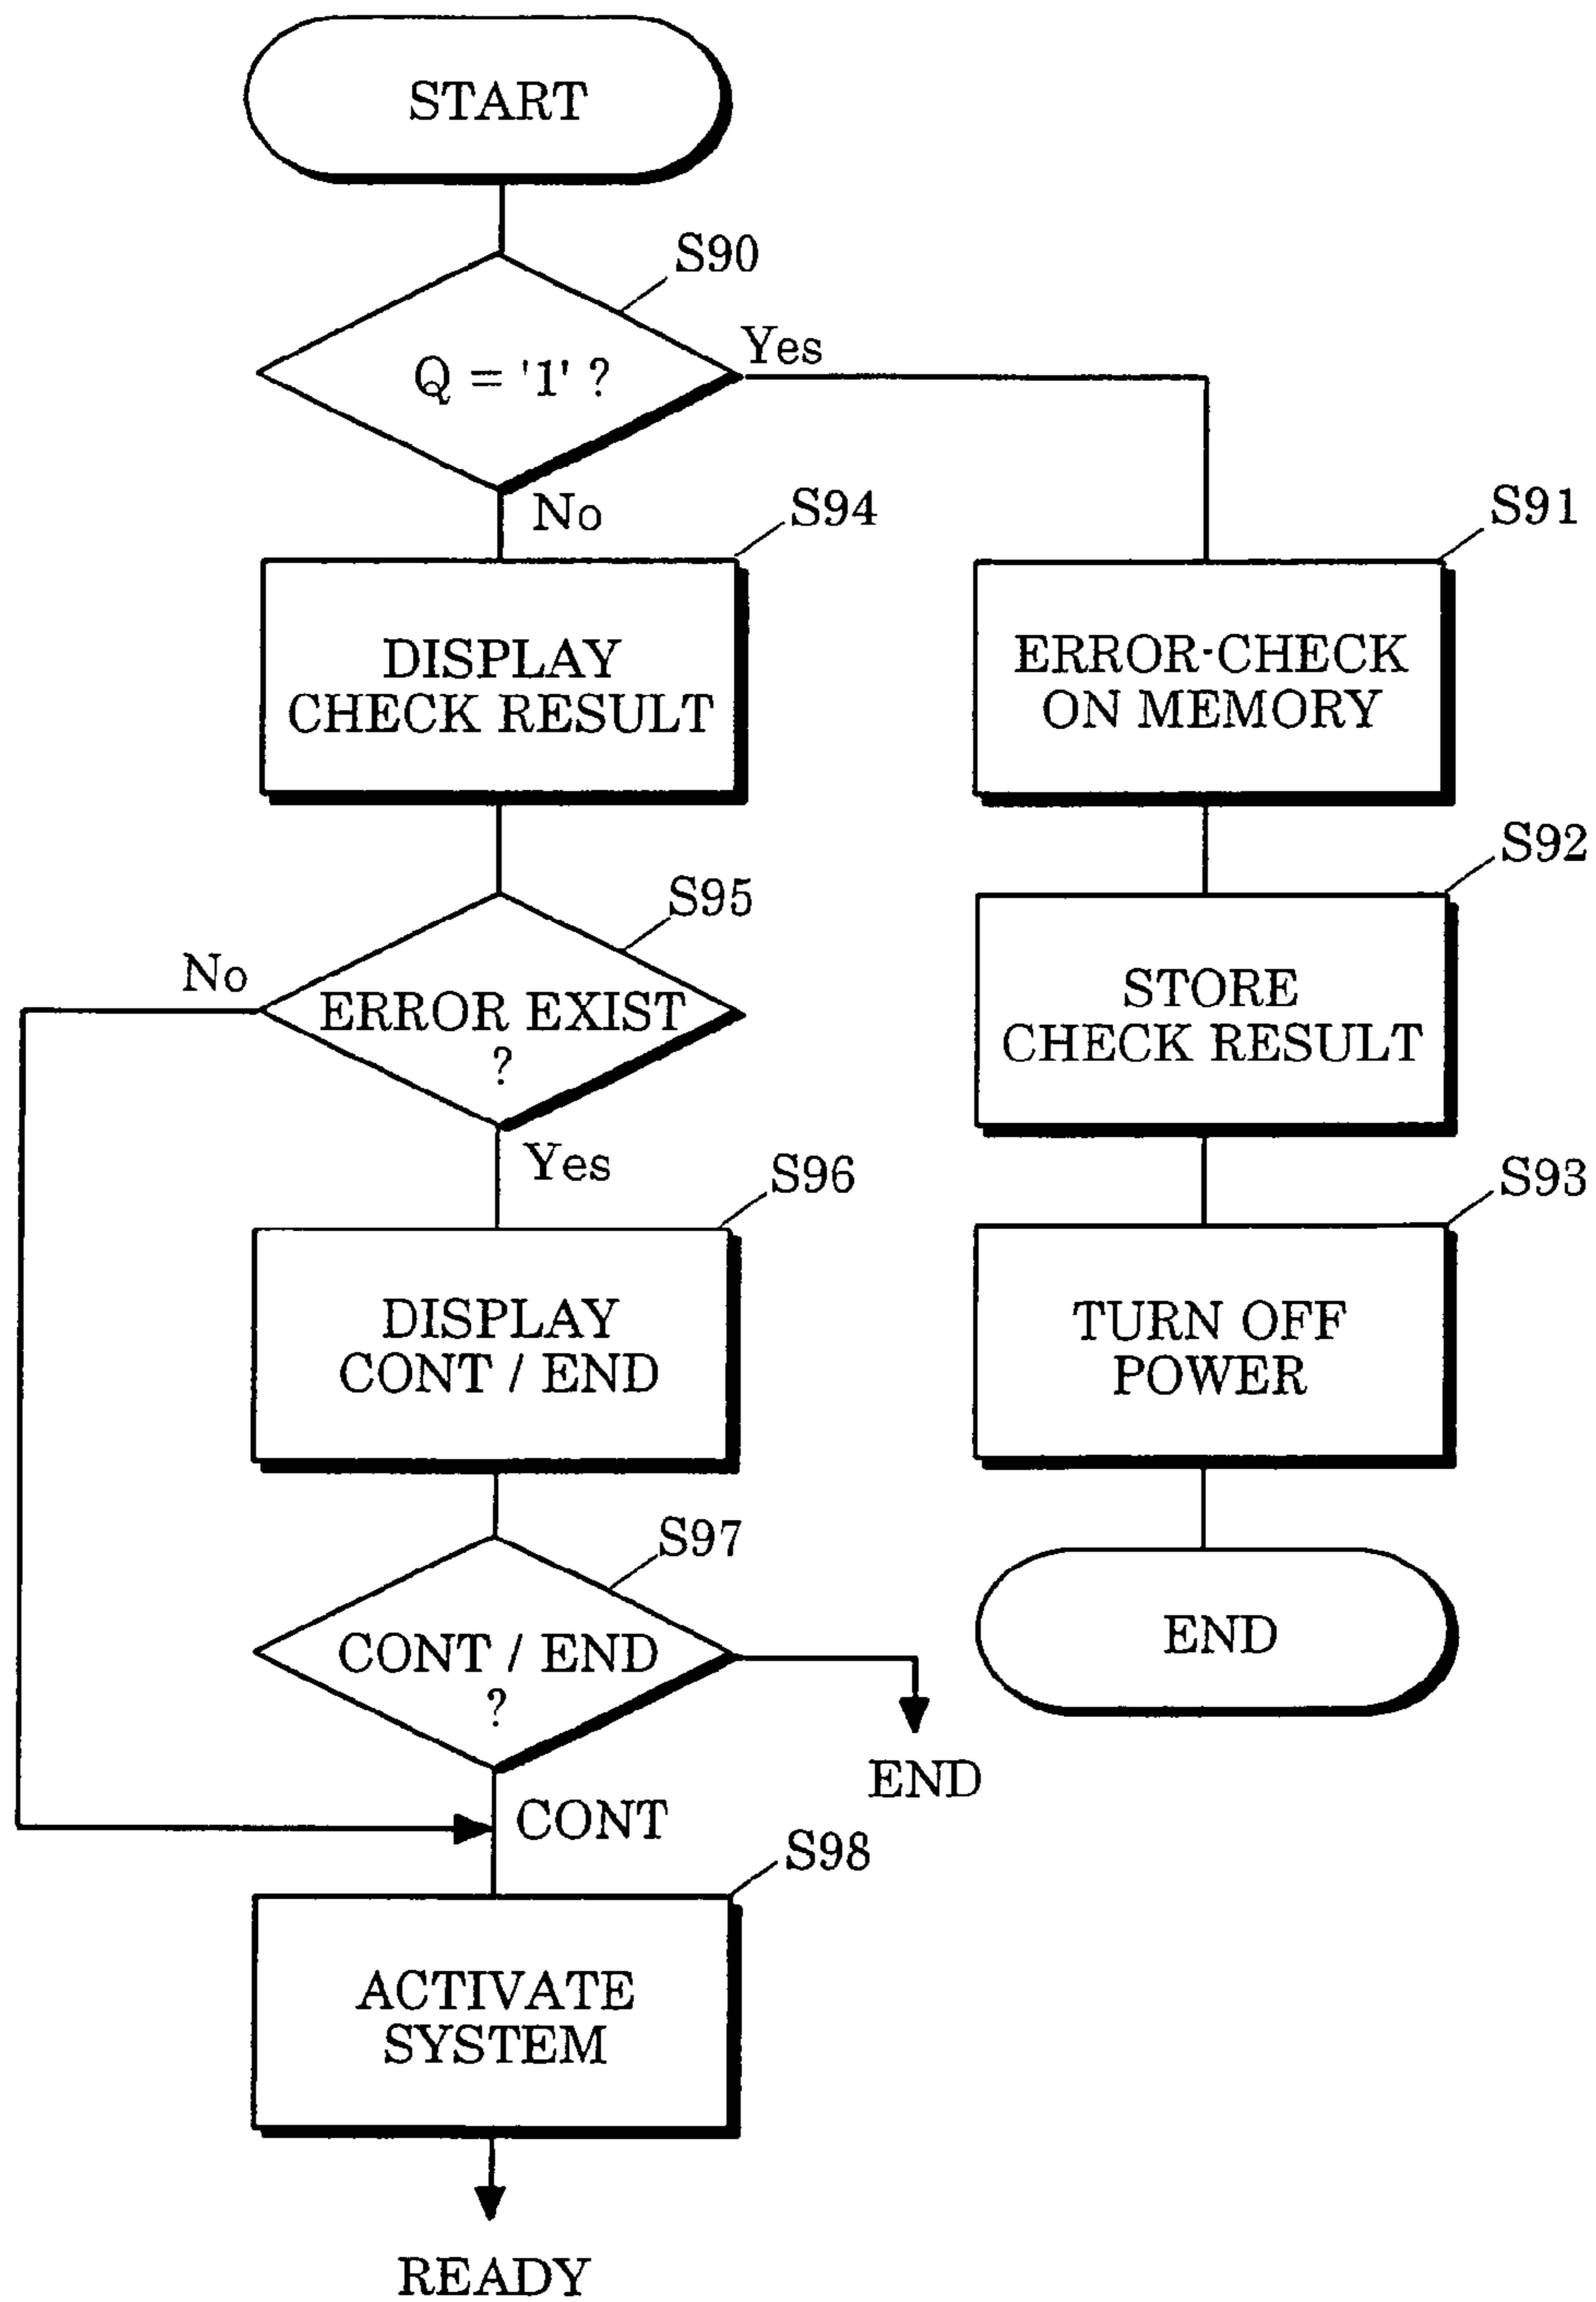 START
S90
Q = '1' ?
Yes
No
S94
DISPLAY
CHECK RESULT
S91
ERROR-CHECK
ON MEMORY
S92
STORE
CHECK RESULT
S95
No
ERROR EXIST
?
Yes
S96
DISPLAY
CONT / END
S93
TURN OFF
POWER
END
S97
CONT / END
?
END
CONT
S98
ACTIVATE
SYSTEM
READY